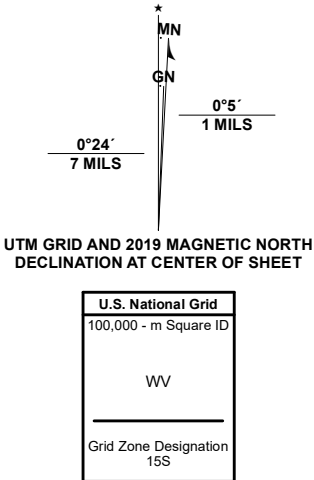 MN
GN
0°5´
1 MILS
0°24´
7 MILS
UTM GRID AND 2019 MAGNETIC NORTH
DECLINATION AT CENTER OF SHEET
U.S. National Grid
100,000 - m Square ID
WV
Grid Zone Designation
15S